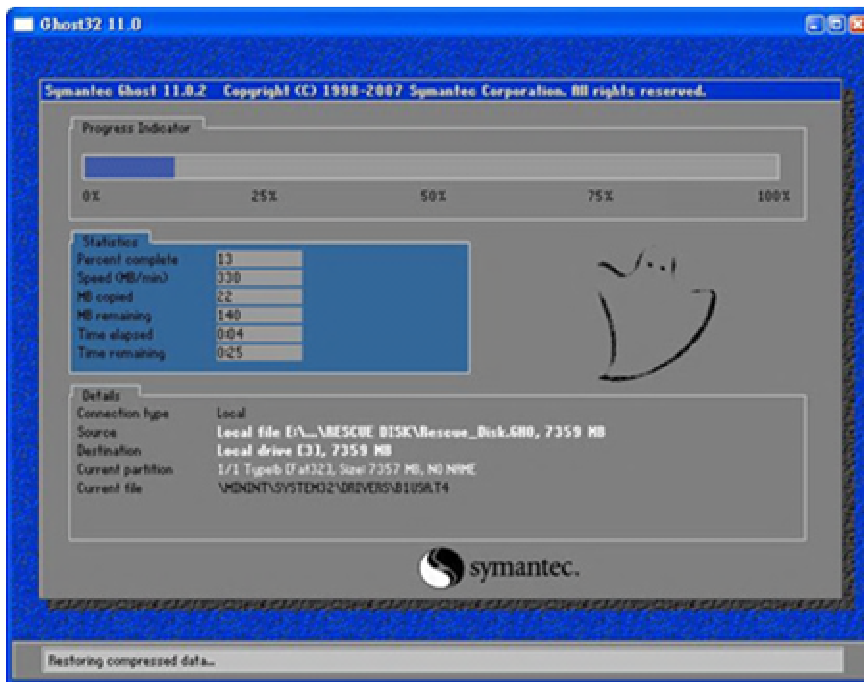 Ghost32 11.0
Symantec Ghost 11.0.2 Copyright (C) 1998-2007 Symantec Corporation. All rights reserved.
Progress Indicator
0% 25% 50% 75% 100%
Statistics
Percent complete 13
Speed (MB/min) 330
MB copied 22
MB remaining 140
Time elapsed 0:04
Time remaining 0:25
Details
Connection type Local
Source Local file E:\...\RESCUE DISK\Rescue_Disk.GHO, 7359 MB
Destination Local drive [3], 7359 MB
Current partition 1/1 Type:b [Fat32], Size: 7357 MB, NO NAME
Current file \MININT\SYSTEM32\DRIVERS\B1USA.T4
symantec.
Restoring compressed data...